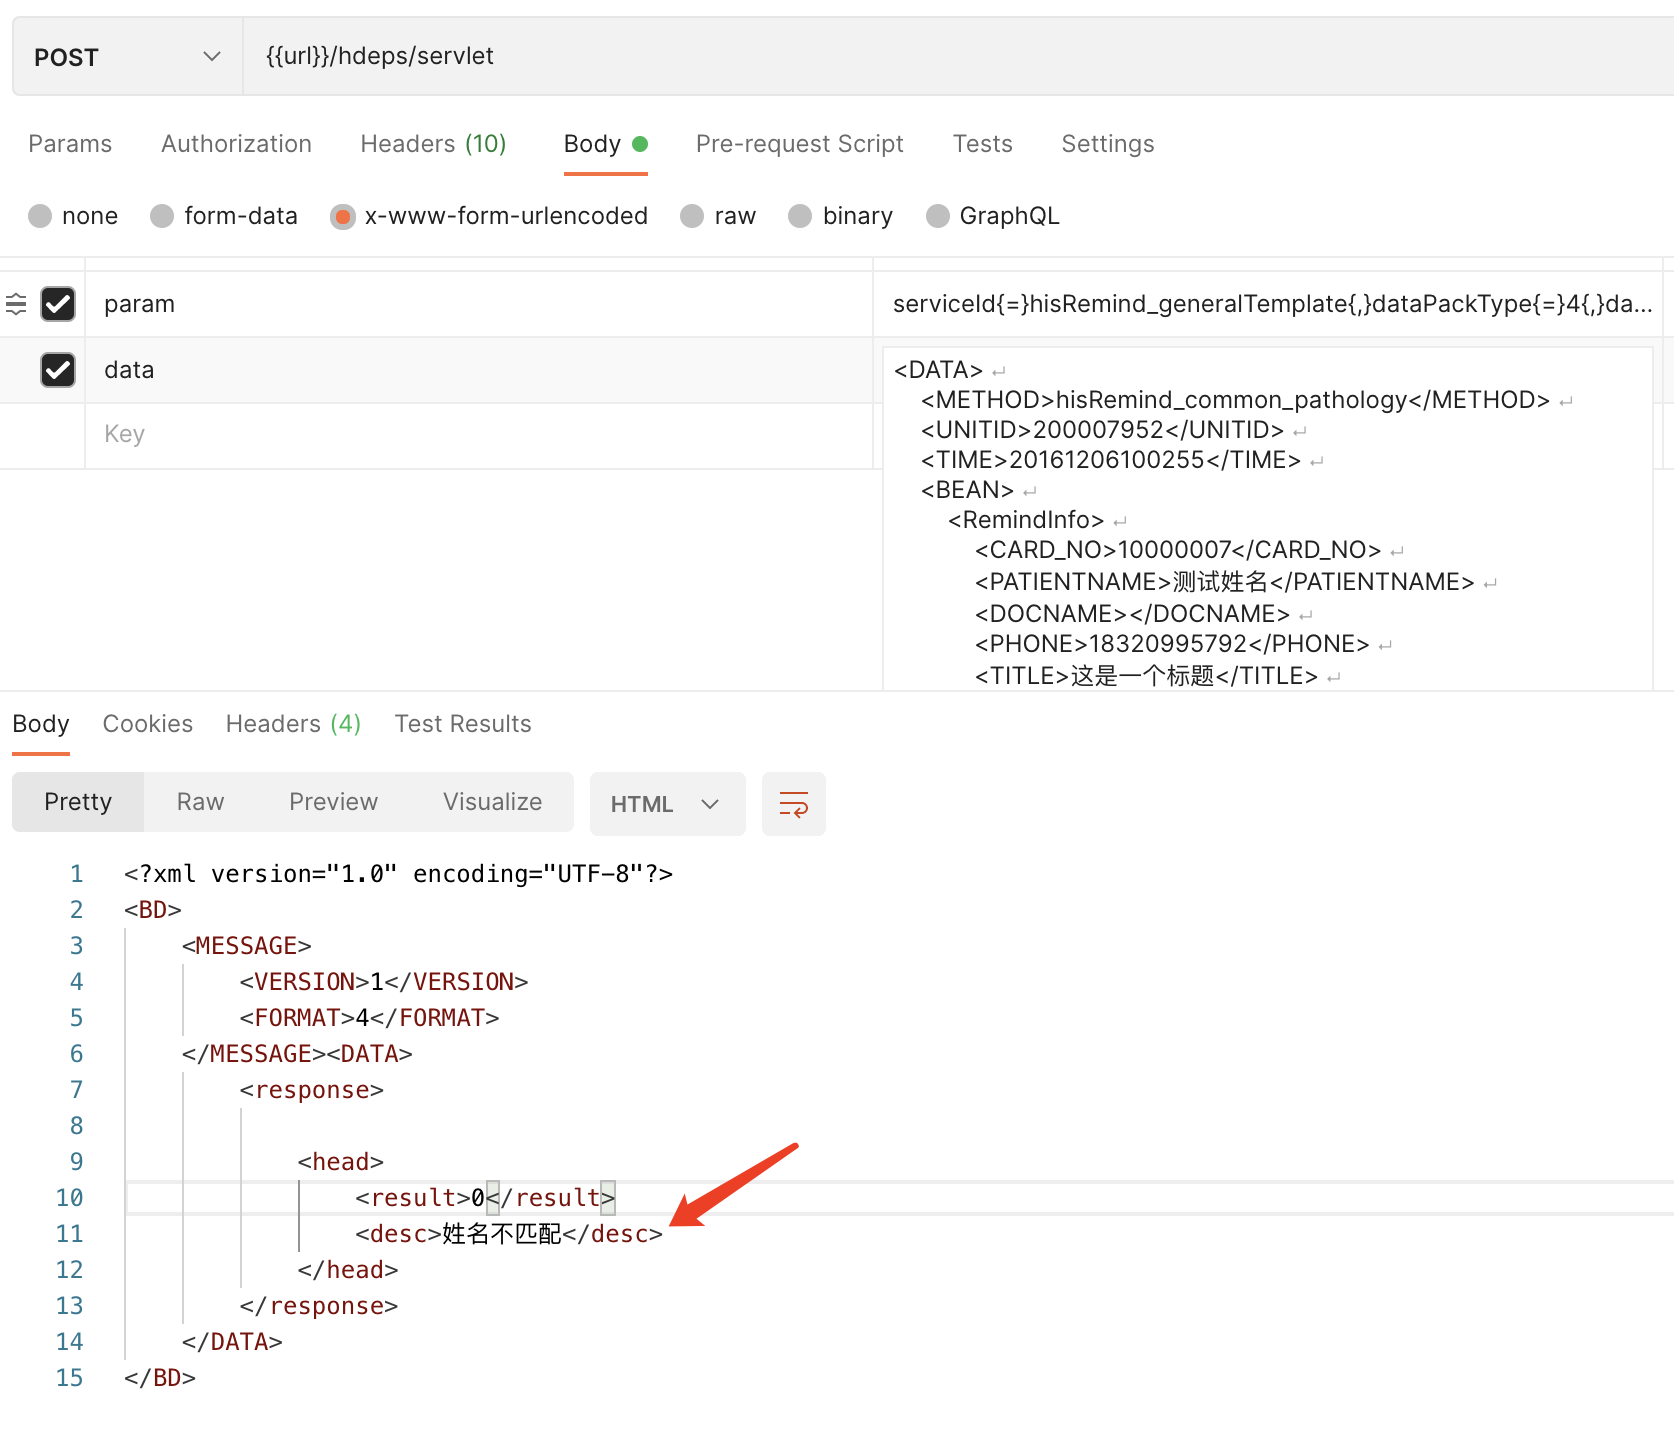 POST {{url}}/hdeps/servlet
Params Authorization Headers (10) Body Pre-request Script Tests Settings
none form-data x-www-form-urlencoded raw binary GraphQL
param serviceId{=}hisRemind_generalTemplate{,}dataPackType{=}4{,}da...
data
Key
<DATA> ↵
<METHOD>hisRemind_common_pathology</METHOD> ↵
<UNITID>200007952</UNITID> ↵
<TIME>20161206100255</TIME> ↵
<BEAN> ↵
<RemindInfo> ↵
<CARD_NO>10000007</CARD_NO> ↵
<PATIENTNAME>测试姓名</PATIENTNAME> ↵
<DOCNAME></DOCNAME> ↵
<PHONE>18320995792</PHONE> ↵
<TITLE>这是一个标题</TITLE> ↵
Body Cookies Headers (4) Test Results
Pretty Raw Preview Visualize HTML
1 <?xml version="1.0" encoding="UTF-8"?>
2 <BD>
3 <MESSAGE>
4 <VERSION>1</VERSION>
5 <FORMAT>4</FORMAT>
6 </MESSAGE><DATA>
7 <response>
8
9 <head>
10 <result>0</result>
11 <desc>姓名不匹配</desc>
12 </head>
13 </response>
14 </DATA>
15 </BD>